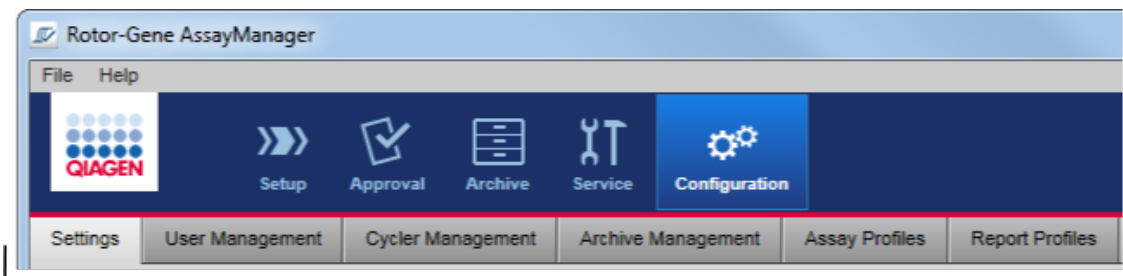 Rotor-Gene AssayManager
File Help
QIAGEN
Setup Approval Archive Service Configuration
Settings User Management Cycler Management Archive Management Assay Profiles Report Profiles